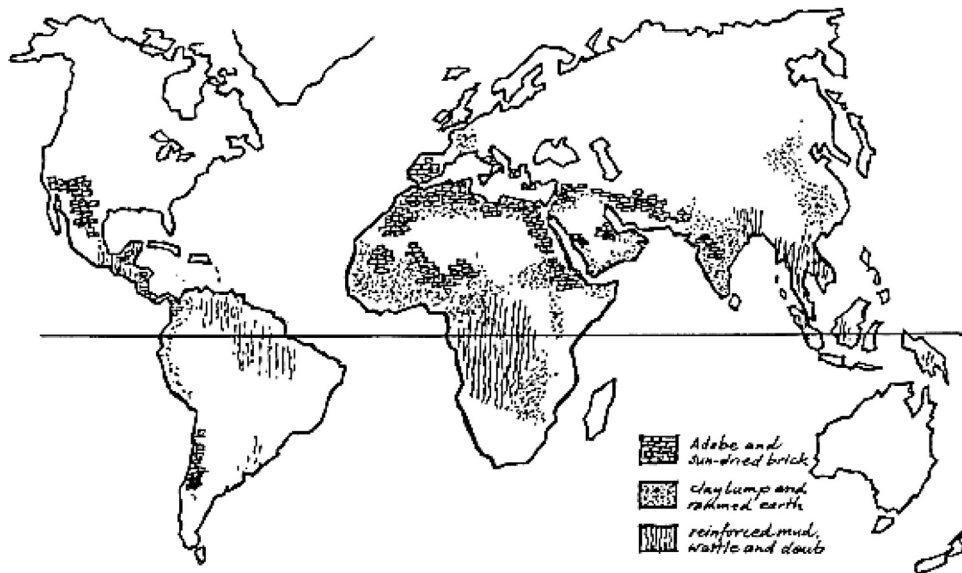 Adobe and
sun-dried brick
clay lump and
rammed earth
reinforced mud,
wattle and daub